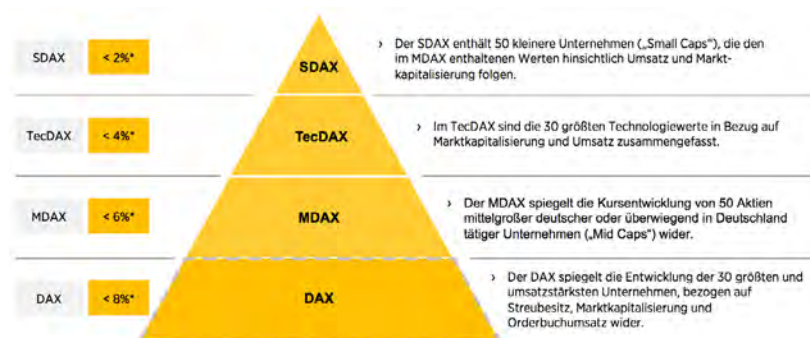 SDAX
< 2%*
SDAX
› Der SDAX enthält 50 kleinere Unternehmen („Small Caps“), die den
im MDAX enthaltenen Werten hinsichtlich Umsatz und Markt-
kapitalisierung folgen.
TecDAX
< 4%*
TecDAX
› Im TecDAX sind die 30 größten Technologiewerte in Bezug auf
Marktkapitalisierung und Umsatz zusammengefasst.
MDAX
< 6%*
MDAX
› Der MDAX spiegelt die Kursentwicklung von 50 Aktien
mittelgroßer deutscher oder überwiegend in Deutschland
tätiger Unternehmen („Mid Caps“) wider.
DAX
< 8%*
DAX
› Der DAX spiegelt die Entwicklung der 30 größten und
umsatzstärksten Unternehmen, bezogen auf
Streubesitz, Marktkapitalisierung und
Orderbuchumsatz wider.